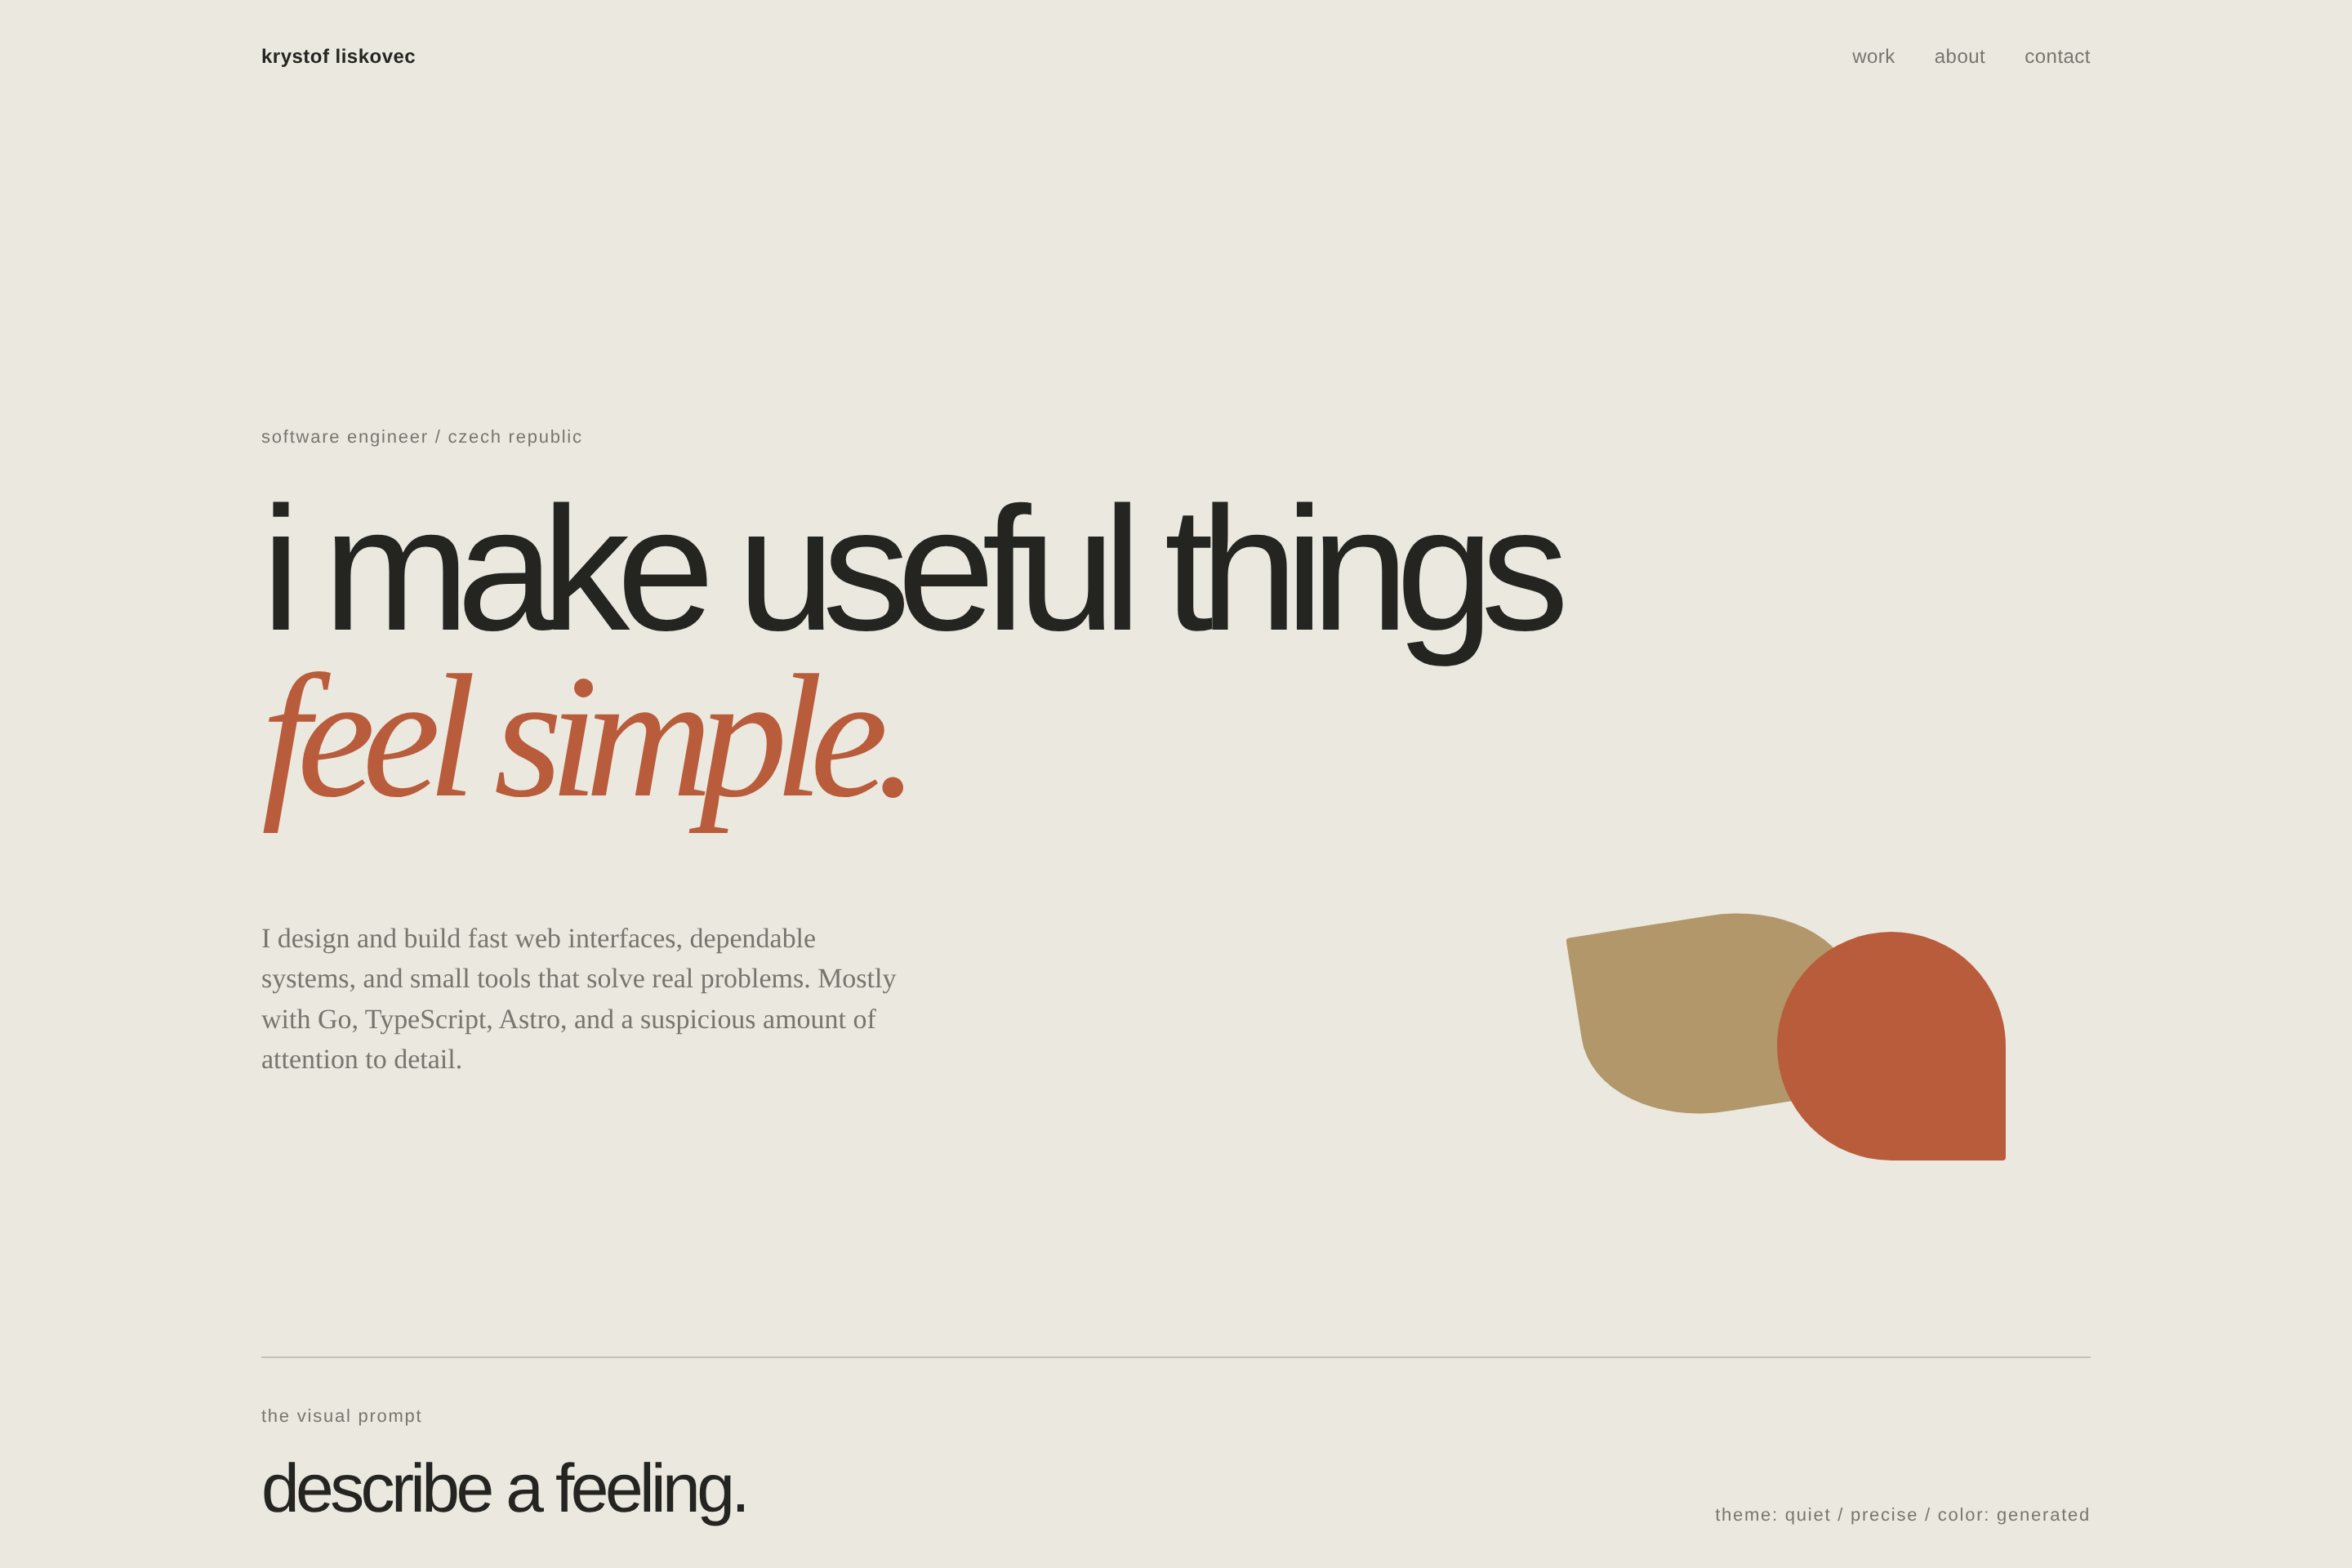 krystof liskovec
work about contact
software engineer / czech republic
i make useful things
feel simple.
I design and build fast web interfaces, dependable
systems, and small tools that solve real problems. Mostly
with Go, TypeScript, Astro, and a suspicious amount of
attention to detail.
the visual prompt
describe a feeling.
theme: quiet / precise / color: generated